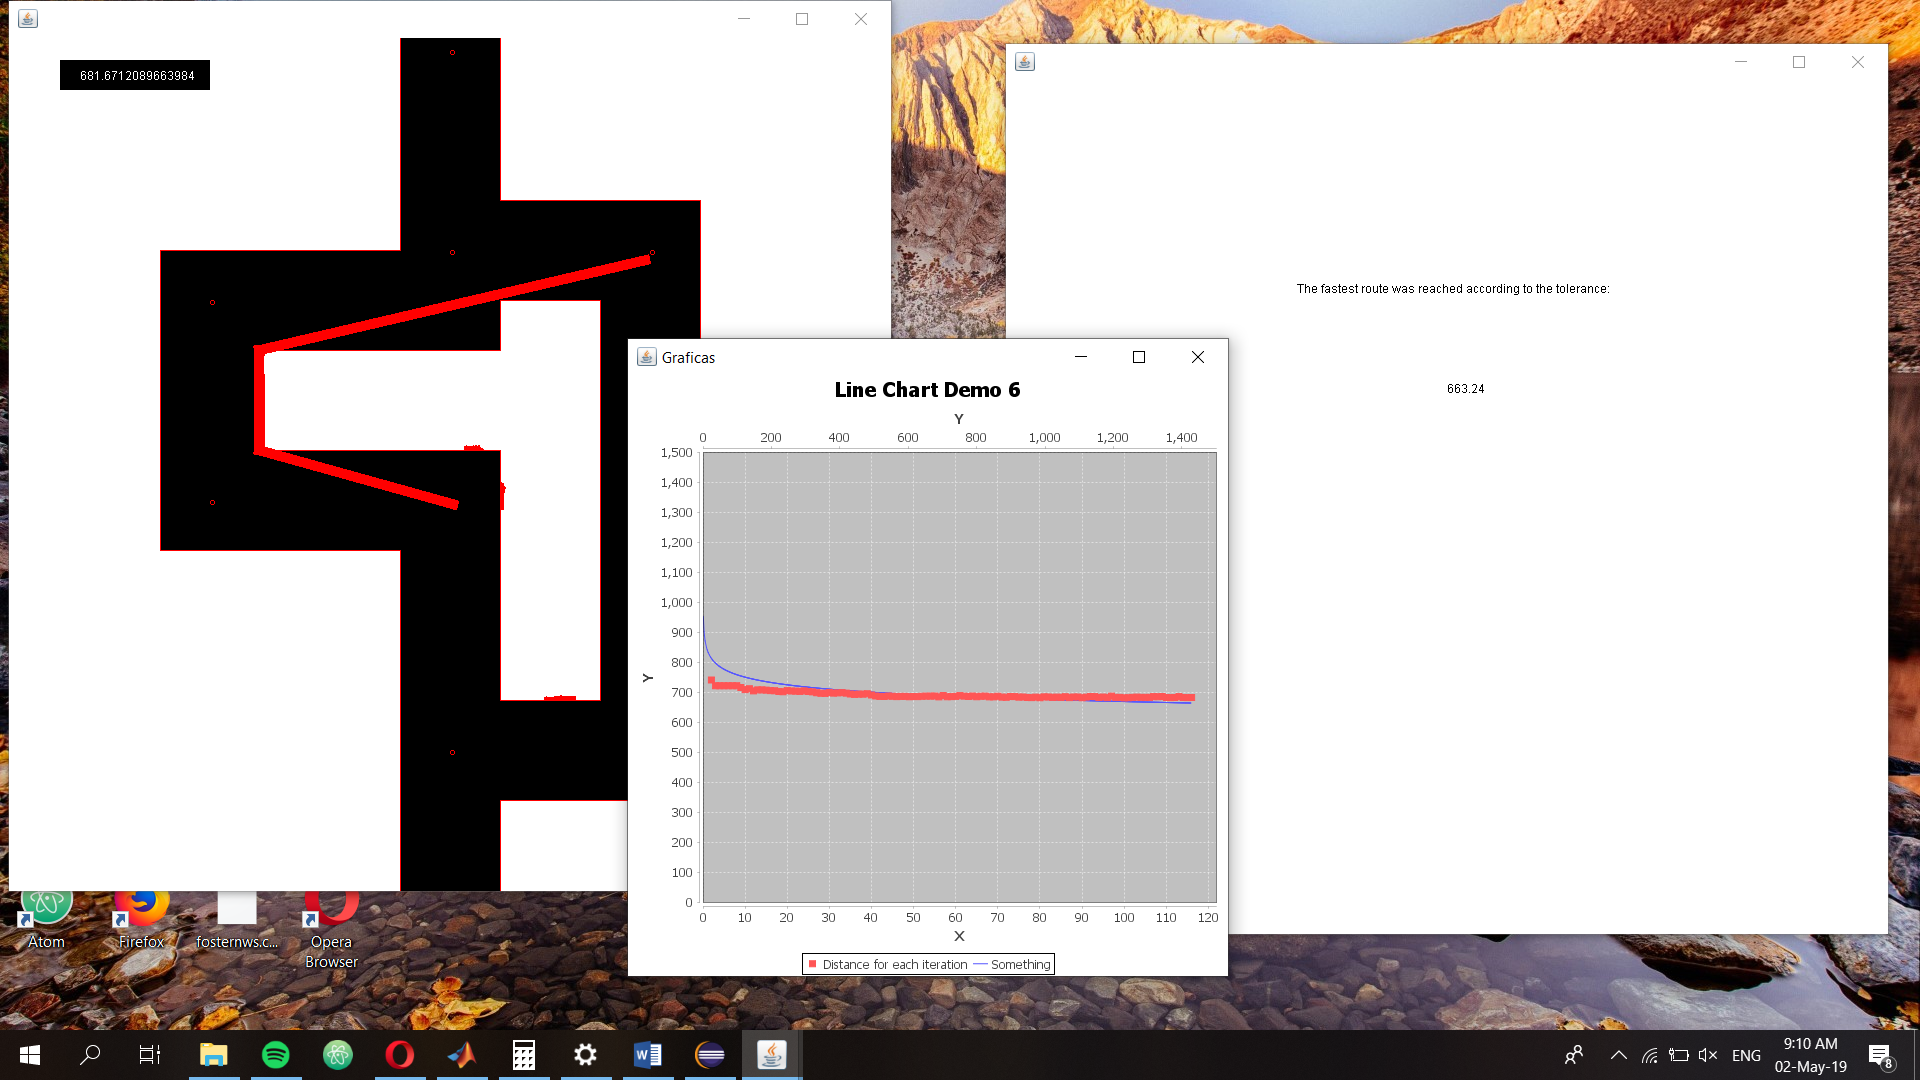 681.6712089663984
The fastest route was reached according to the tolerance:
663.24
Graficas
Line Chart Demo 6
Y
0 200 400 600 800 1,000 1,200 1,400
1,500
1,400
1,300
1,200
1,100
1,000
900
800
700
600
500
400
300
200
100
0
Y
0 10 20 30 40 50 60 70 80 90 100 110 120
X
Distance for each iteration Something
Atom Firefox fosternws.c... Opera
Browser
ENG
9:10 AM
02-May-19
8